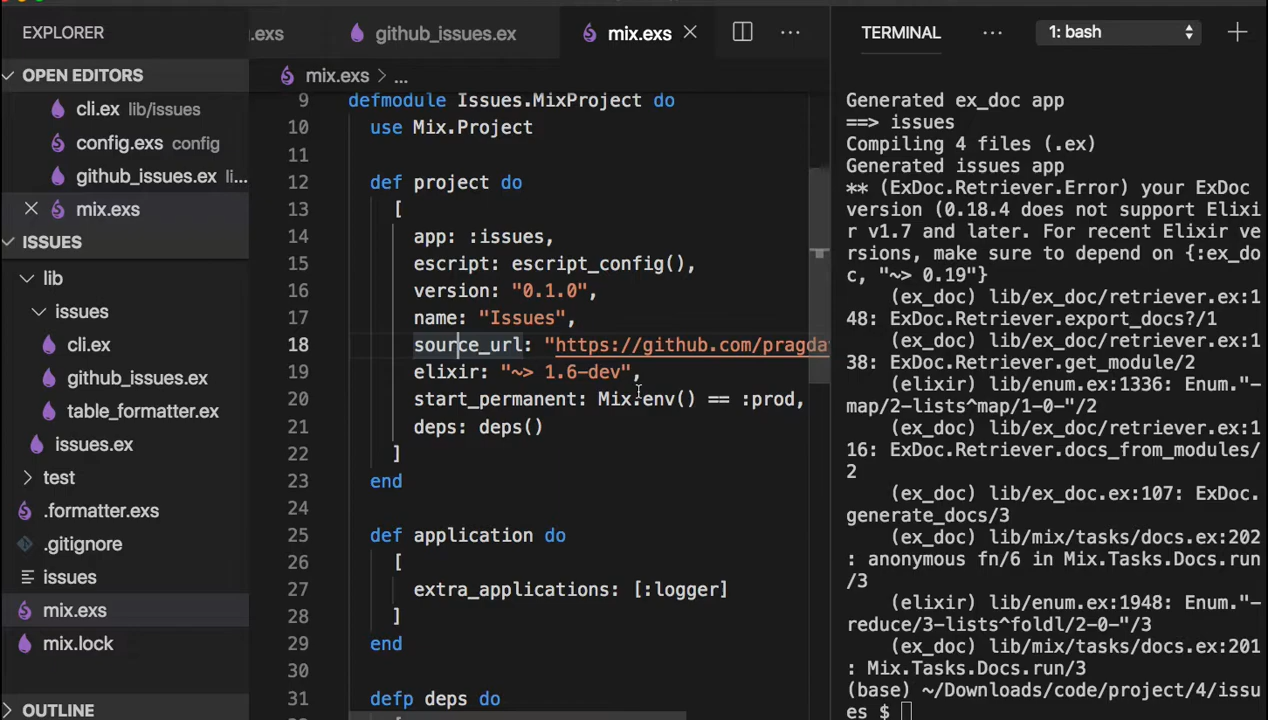 EXPLORER
OPEN EDITORS
cli.ex lib/issues
config.exs config
github_issues.ex li...
mix.exs
ISSUES
lib
issues
cli.ex
github_issues.ex
table_formatter.ex
issues.ex
test
.formatter.exs
.gitignore
issues
mix.exs
mix.lock
OUTLINE
.exs
github_issues.ex
mix.exs
mix.exs > ...
9 defmodule Issues.MixProject do
10 use Mix.Project
11
12 def project do
13 [
14 app: :issues,
15 escript: escript_config(),
16 version: "0.1.0",
17 name: "Issues",
18 source_url: "https://github.com/pragda
19 elixir: "~> 1.6-dev",
20 start_permanent: Mix.env() == :prod,
21 deps: deps()
22 ]
23 end
24
25 def application do
26 [
27 extra_applications: [:logger]
28 ]
29 end
30
31 defp deps do
[
TERMINAL
...
1: bash
Generated ex_doc app
==> issues
Compiling 4 files (.ex)
Generated issues app
** (ExDoc.Retriever.Error) your ExDoc
version (0.18.4 does not support Elixi
r v1.7 and later. For recent Elixir ve
rsions, make sure to depend on {:ex_do
c, "~> 0.19"}
(ex_doc) lib/ex_doc/retriever.ex:1
48: ExDoc.Retriever.export_docs?/1
(ex_doc) lib/ex_doc/retriever.ex:1
38: ExDoc.Retriever.get_module/2
(elixir) lib/enum.ex:1336: Enum."-
map/2-lists^map/1-0-"/2
(ex_doc) lib/ex_doc/retriever.ex:1
16: ExDoc.Retriever.docs_from_modules/
2
(ex_doc) lib/ex_doc.ex:107: ExDoc.
generate_docs/3
(ex_doc) lib/mix/tasks/docs.ex:202
: anonymous fn/6 in Mix.Tasks.Docs.run
/3
(elixir) lib/enum.ex:1948: Enum."-
reduce/3-lists^foldl/2-0-"/3
(ex_doc) lib/mix/tasks/docs.ex:201
: Mix.Tasks.Docs.run/3
(base) ~/Downloads/code/project/4/issu
es $